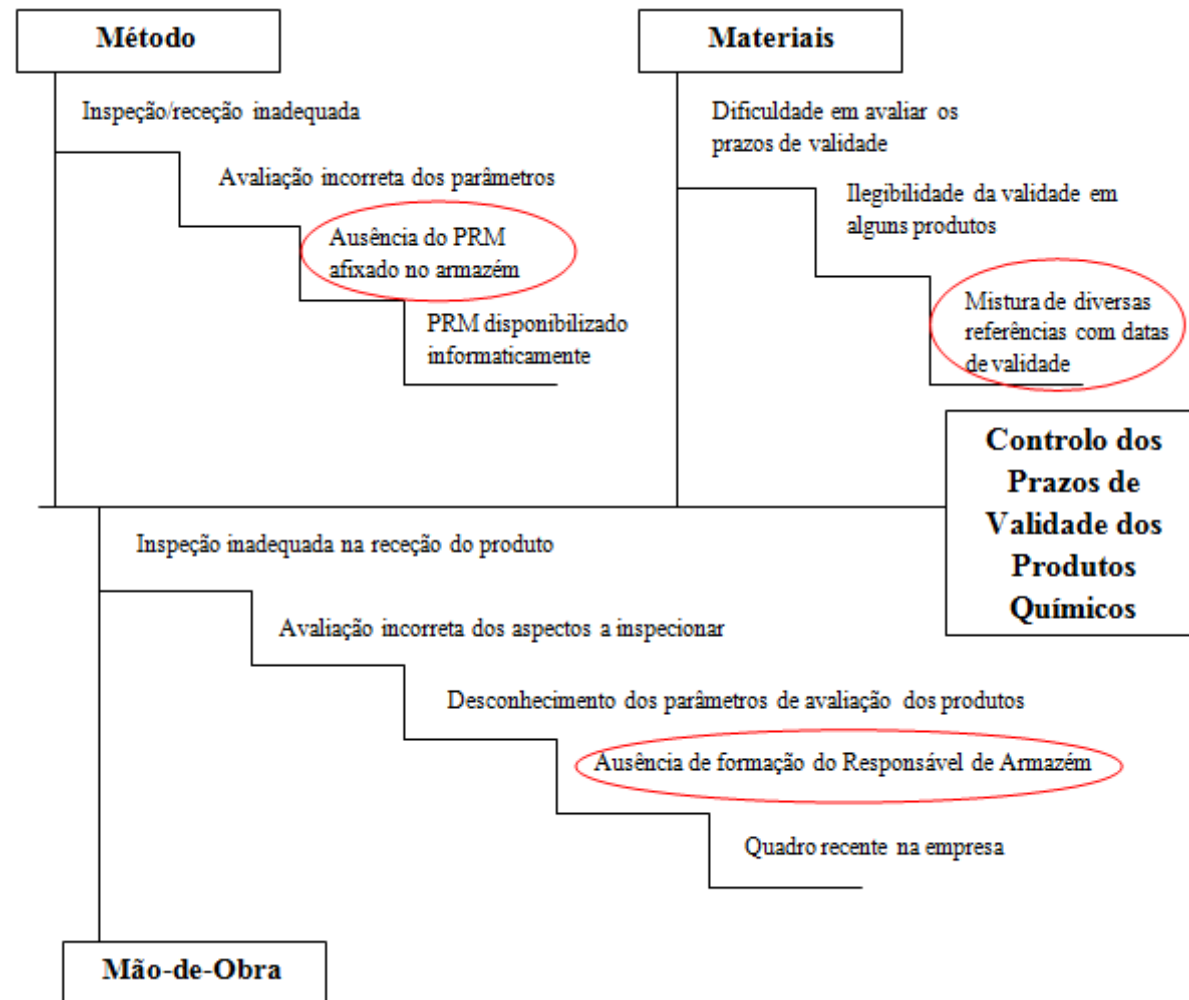 Método
Inspeção/receção inadequada
Avaliação incorreta dos parâmetros
Ausência do PRM
afixado no armazém
PRM disponibilizado
informaticamente
Materiais
Dificuldade em avaliar os
prazos de validade
Ilegibilidade da validade em
alguns produtos
Mistura de diversas
referências com datas
de validade
Controlo dos
Prazos de
Validade dos
Produtos
Químicos
Inspeção inadequada na receção do produto
Avaliação incorreta dos aspectos a inspecionar
Desconhecimento dos parâmetros de avaliação dos produtos
Ausência de formação do Responsável de Armazém
Quadro recente na empresa
Mão-de-Obra